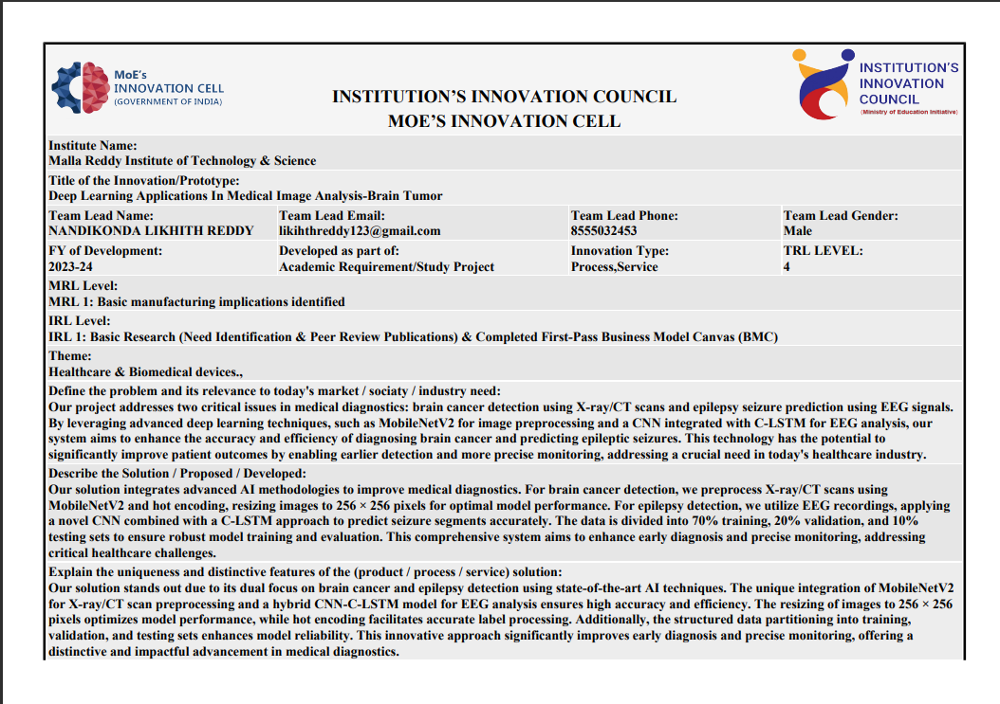 MoE's
INNOVATION CELL
(GOVERNMENT OF INDIA)
INSTITUTION'S INNOVATION COUNCIL
MOE'S INNOVATION CELL
INSTITUTION'S
INNOVATION
COUNCIL
(Ministry of Education Initiative)
Institute Name:
Malla Reddy Institute of Technology & Science
Title of the Innovation/Prototype:
Deep Learning Applications In Medical Image Analysis-Brain Tumor
Team Lead Name: Team Lead Email: Team Lead Phone: Team Lead Gender:
NANDIKONDA LIKHITH REDDY likihthreddy123@gmail.com 8555032453 Male
FY of Development: Developed as part of: Innovation Type: TRL LEVEL:
2023-24 Academic Requirement/Study Project Process,Service 4
MRL Level:
MRL 1: Basic manufacturing implications identified
IRL Level:
IRL 1: Basic Research (Need Identification & Peer Review Publications) & Completed First-Pass Business Model Canvas (BMC)
Theme:
Healthcare & Biomedical devices.,
Define the problem and its relevance to today's market / sociaty / industry need:
Our project addresses two critical issues in medical diagnostics: brain cancer detection using X-ray/CT scans and epilepsy seizure prediction using EEG signals.
By leveraging advanced deep learning techniques, such as MobileNetV2 for image preprocessing and a CNN integrated with C-LSTM for EEG analysis, our
system aims to enhance the accuracy and efficiency of diagnosing brain cancer and predicting epileptic seizures. This technology has the potential to
significantly improve patient outcomes by enabling earlier detection and more precise monitoring, addressing a crucial need in today's healthcare industry.
Describe the Solution / Proposed / Developed:
Our solution integrates advanced AI methodologies to improve medical diagnostics. For brain cancer detection, we preprocess X-ray/CT scans using
MobileNetV2 and hot encoding, resizing images to 256 × 256 pixels for optimal model performance. For epilepsy detection, we utilize EEG recordings, applying
a novel CNN combined with a C-LSTM approach to predict seizure segments accurately. The data is divided into 70% training, 20% validation, and 10%
testing sets to ensure robust model training and evaluation. This comprehensive system aims to enhance early diagnosis and precise monitoring, addressing
critical healthcare challenges.
Explain the uniqueness and distinctive features of the (product / process / service) solution:
Our solution stands out due to its dual focus on brain cancer and epilepsy detection using state-of-the-art AI techniques. The unique integration of MobileNetV2
for X-ray/CT scan preprocessing and a hybrid CNN-C-LSTM model for EEG analysis ensures high accuracy and efficiency. The resizing of images to 256 × 256
pixels optimizes model performance, while hot encoding facilitates accurate label processing. Additionally, the structured data partitioning into training,
validation, and testing sets enhances model reliability. This innovative approach significantly improves early diagnosis and precise monitoring, offering a
distinctive and impactful advancement in medical diagnostics.